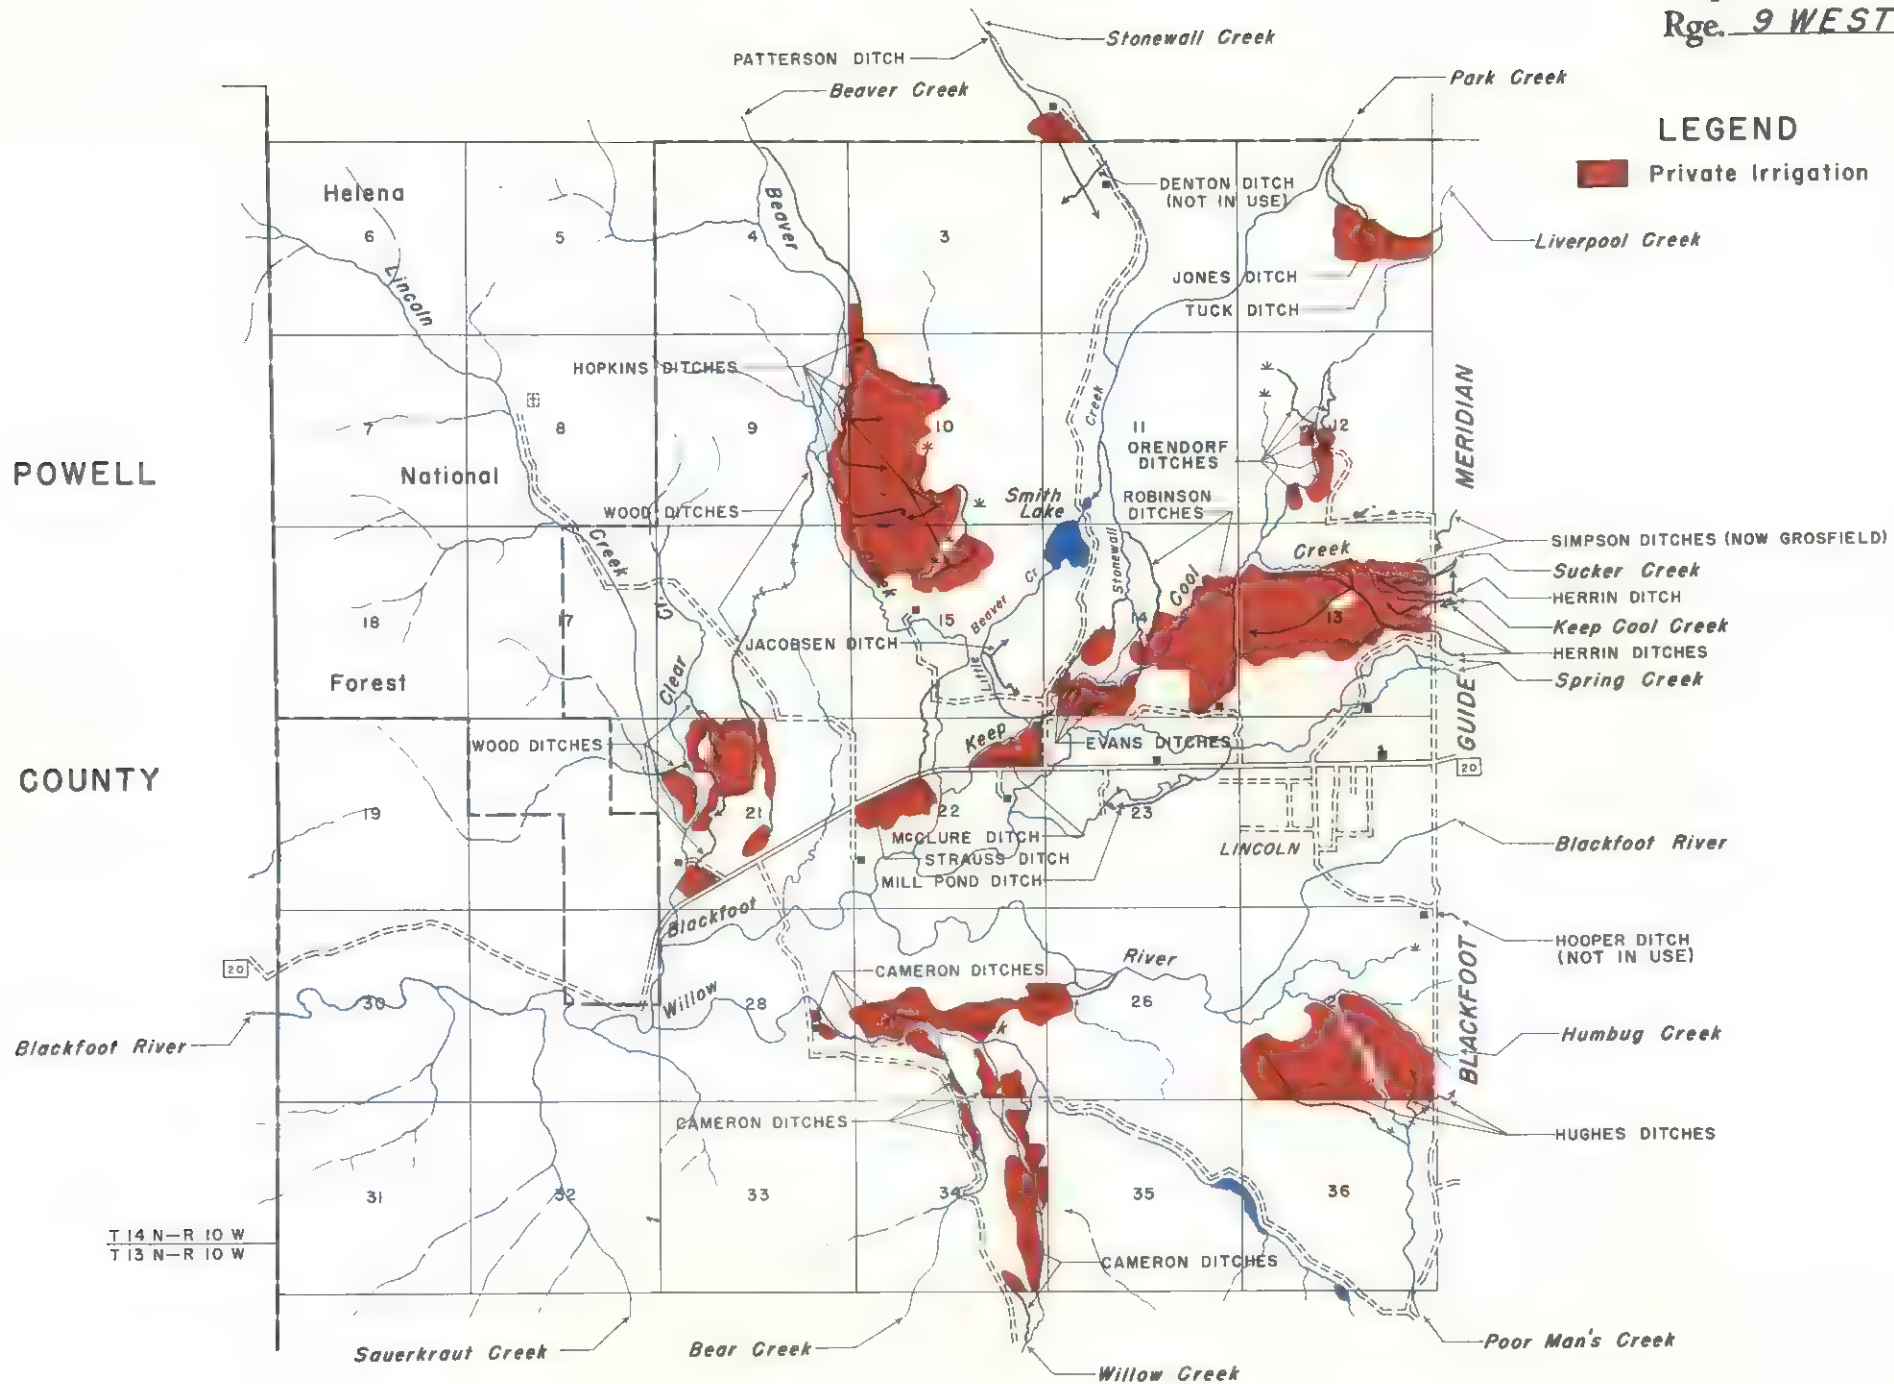 Rge. 9 WEST
Stonewall Creek
PATTERSON DITCH
Beaver Creek
Park Creek
LEGEND
Private Irrigation
DENTON DITCH
(NOT IN USE)
Helena
Beaver
6
5
4
3
Liverpool Creek
JONES DITCH
TUCK DITCH
Lincoln
HOPKINS DITCHES
Creek
MERIDIAN
7
8
9
10
11
12
ORENDORF
DITCHES
POWELL
National
Smith
Lake
ROBINSON
DITCHES
WOOD DITCHES
Creek
Creek
SIMPSON DITCHES (NOW GROSFIELD)
Sucker Creek
Stonewall
Cool
Creek
Cr.
Beaver Cr
HERRIN DITCH
18
17
15
14
13
Keep Cool Creek
JACOBSEN DITCH
HERRIN DITCHES
Little
Clear
Forest
Spring Creek
GUIDE
WOOD DITCHES
Keep
EVANS DITCHES
20
COUNTY
19
21
22
23
McCLURE DITCH
STRAUSS DITCH
LINCOLN
Blackfoot River
MILL POND DITCH
Blackfoot
HOOPER DITCH
(NOT IN USE)
BLACKFOOT
20
CAMERON DITCHES
River
30
Willow
28
26
Blackfoot River
Humbug Creek
CAMERON DITCHES
HUGHES DITCHES
31
32
33
34
35
36
T 14 N-R 10 W
T 13 N-R 10 W
CAMERON DITCHES
Sauerkraut Creek
Bear Creek
Poor Man's Creek
Willow Creek